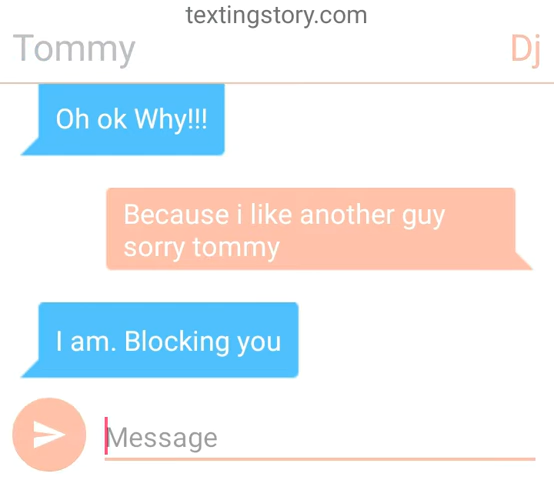 textingstory.com
Tommy
Dj
Oh ok Why!!!
Because i like another guy
sorry tommy
I am. Blocking you
Message